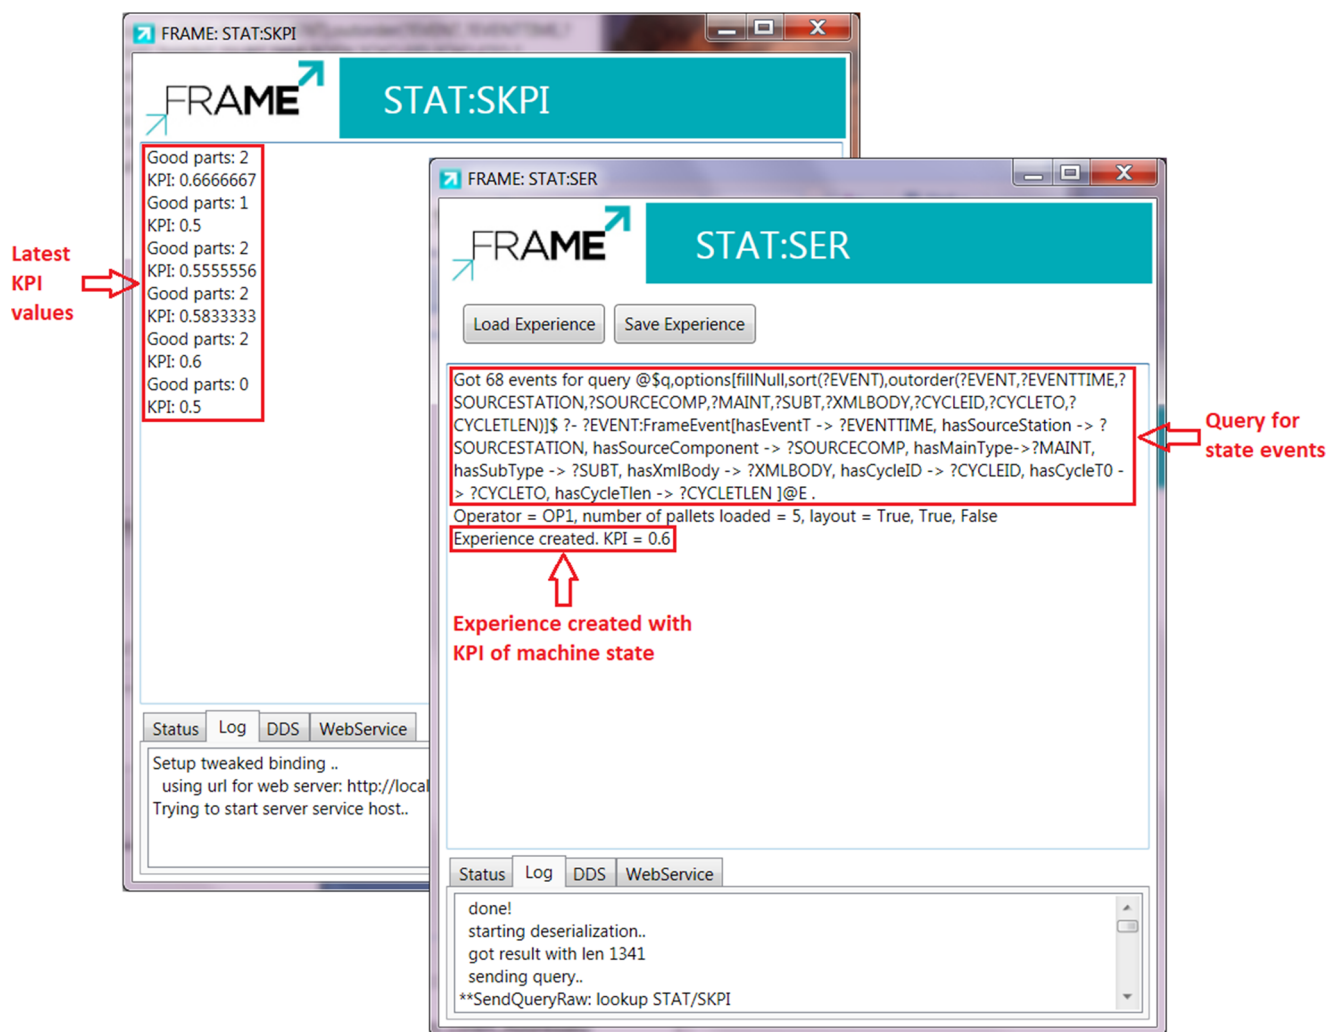 FRAME: STAT:SKPI
FRAME
STAT:SKPI
Good parts: 2
KPI: 0.6666667
Good parts: 1
KPI: 0.5
Good parts: 2
KPI: 0.5555556
Good parts: 2
KPI: 0.5833333
Good parts: 2
KPI: 0.6
Good parts: 0
KPI: 0.5
Latest
KPI
values
Status Log DDS WebService
Setup tweaked binding ..
using url for web server: http://local
Trying to start server service host..
FRAME: STAT:SER
FRAME
STAT:SER
Load Experience Save Experience
Got 68 events for query @$q,options[fillNull,sort(?EVENT),outorder(?EVENT,?EVENTTIME,?
SOURCESTATION,?SOURCECOMP,?MAINT,?SUBT,?XMLBODY,?CYCLEID,?CYCLETO,?
CYCLETLEN)]$ ?- ?EVENT:FrameEvent[hasEventT -> ?EVENTTIME, hasSourceStation -> ?
SOURCESTATION, hasSourceComponent -> ?SOURCECOMP, hasMainType->?MAINT,
hasSubType -> ?SUBT, hasXmlBody -> ?XMLBODY, hasCycleID -> ?CYCLEID, hasCycleT0 -
> ?CYCLETO, hasCycleTlen -> ?CYCLETLEN ]@E .
Operator = OP1, number of pallets loaded = 5, layout = True, True, False
Experience created. KPI = 0.6
Query for
state events
Experience created with
KPI of machine state
Status Log DDS WebService
done!
starting deserialization..
got result with len 1341
sending query..
**SendQueryRaw: lookup STAT/SKPI